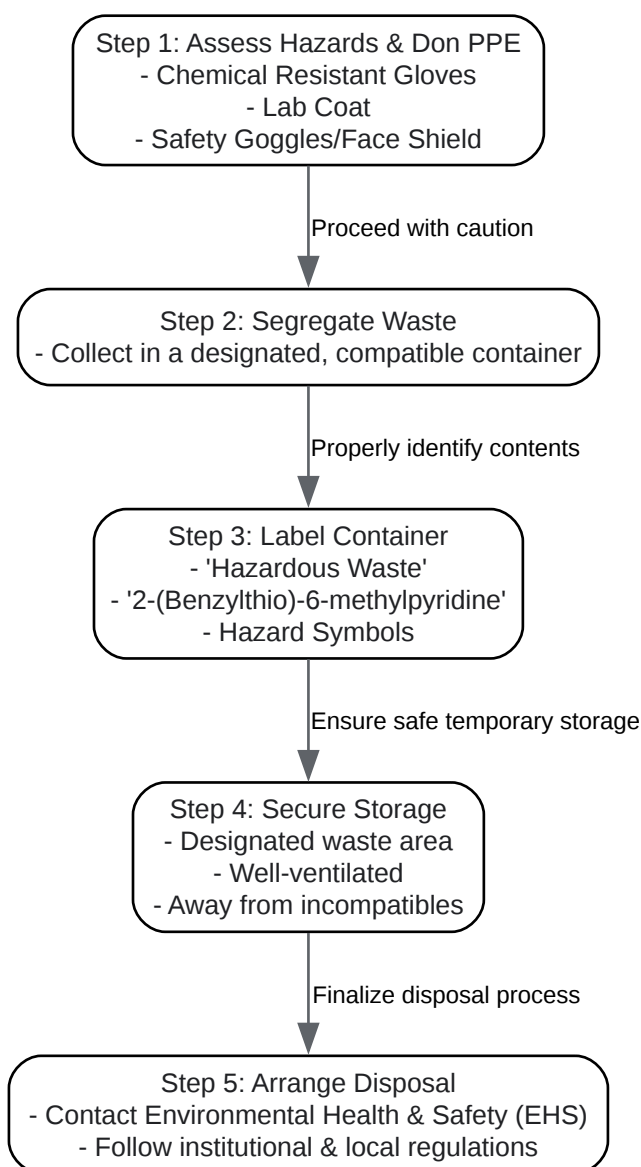 Step 1: Assess Hazards & Don PPE
- Chemical Resistant Gloves
- Lab Coat
- Safety Goggles/Face Shield
Proceed with caution
Step 2: Segregate Waste
- Collect in a designated, compatible container
Properly identify contents
Step 3: Label Container
- 'Hazardous Waste'
- '2-(Benzylthio)-6-methylpyridine'
- Hazard Symbols
Ensure safe temporary storage
Step 4: Secure Storage
- Designated waste area
- Well-ventilated
- Away from incompatibles
Finalize disposal process
Step 5: Arrange Disposal
- Contact Environmental Health & Safety (EHS)
- Follow institutional & local regulations